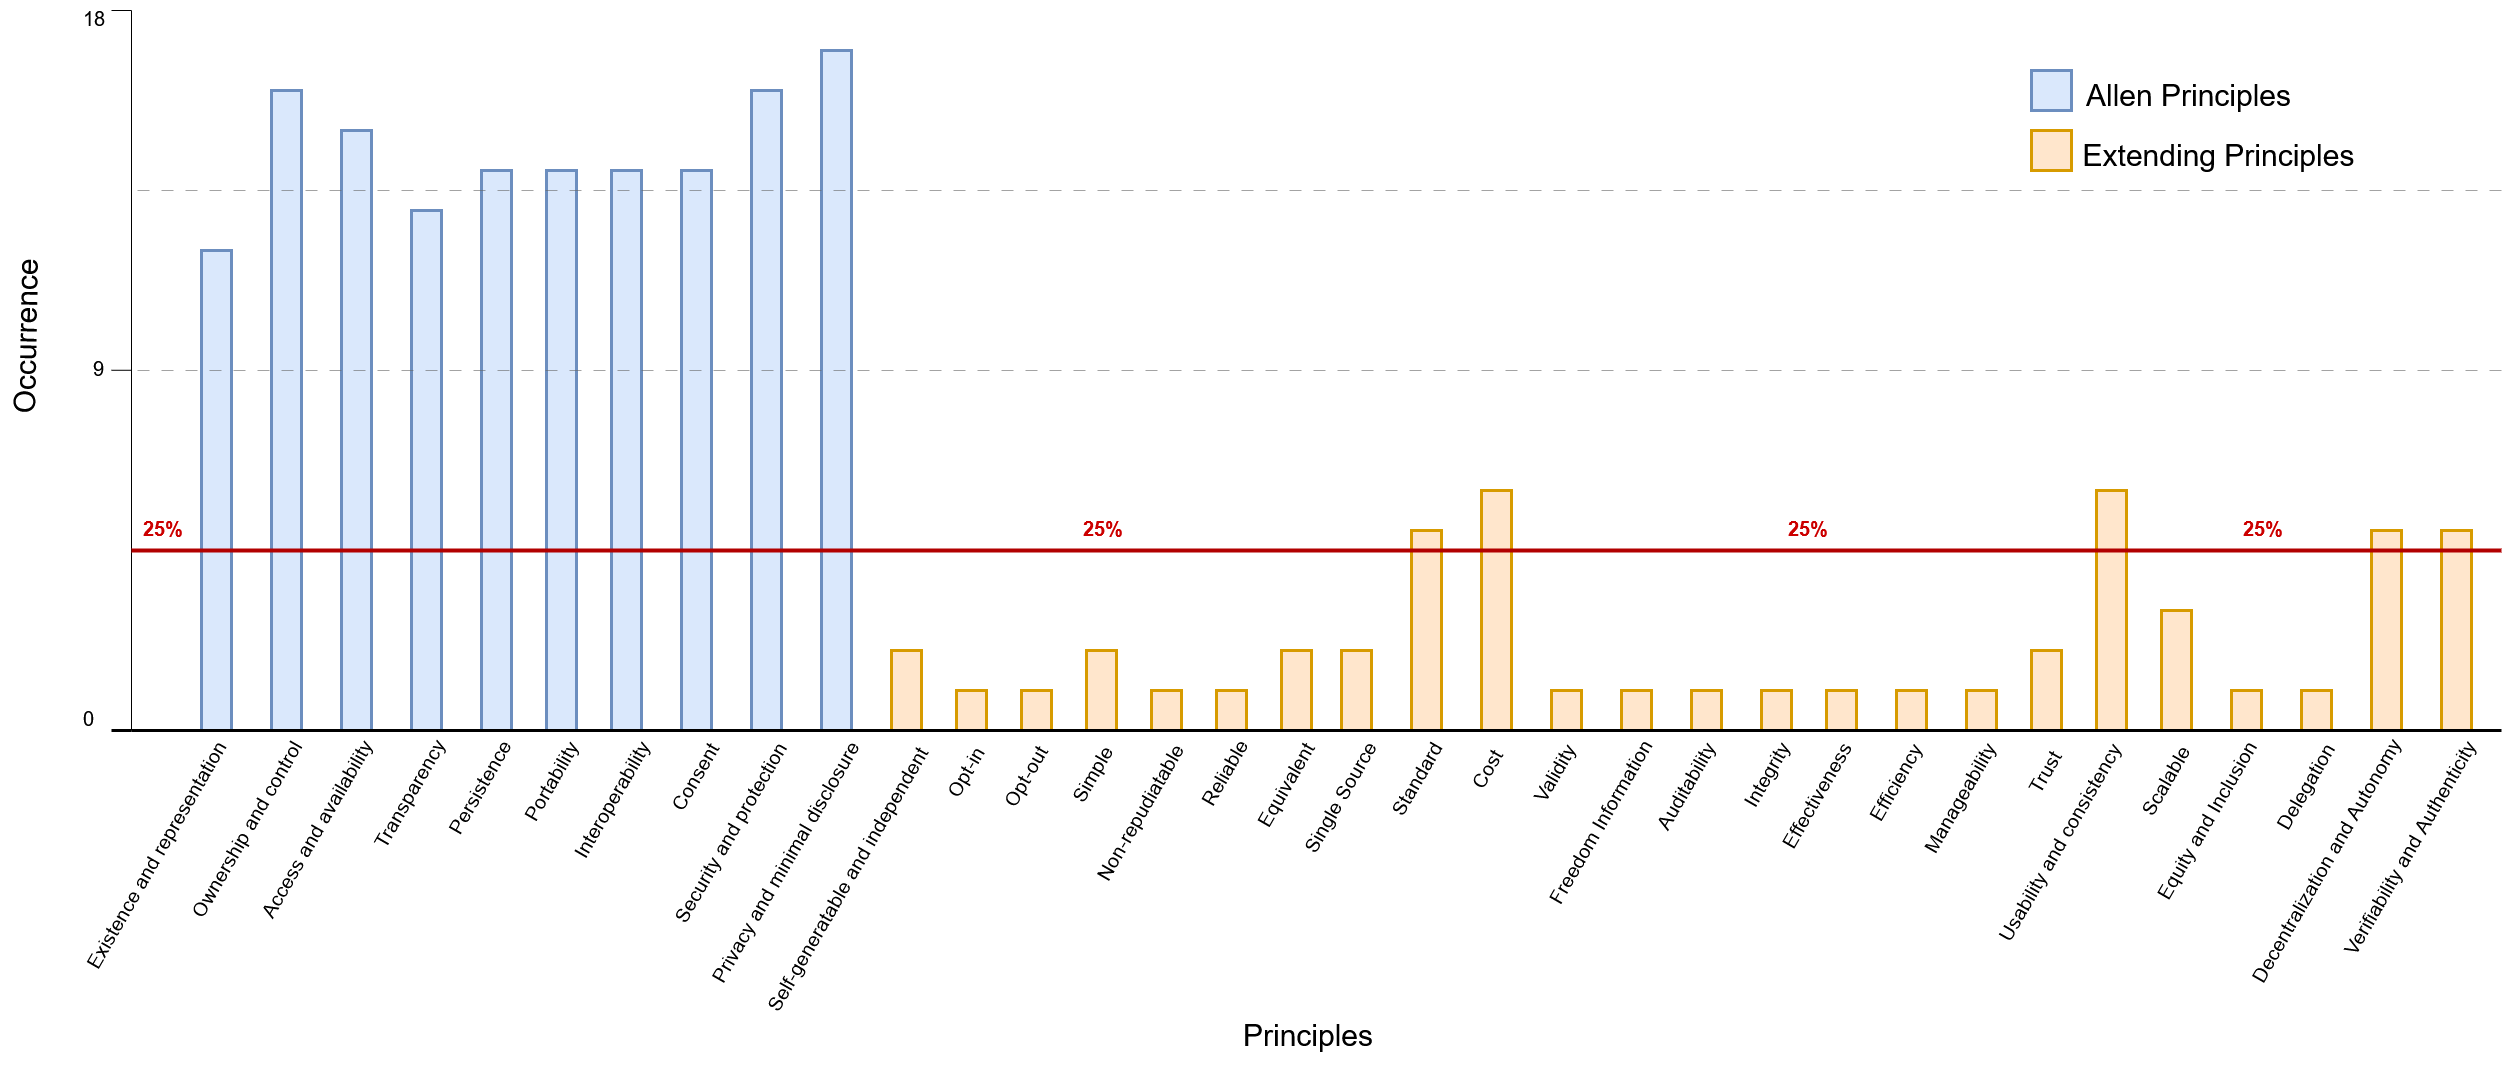 18
Allen Principles
Extending Principles
Occurrence
9
25%
25%
25%
25%
0
Existence and representation
Ownership and control
Access and availability
Transparency
Persistence
Portability
Interoperability
Consent
Security and protection
Privacy and minimal disclosure
Self-generatable and independent
Opt-in
Opt-out
Simple
Non-repudiatable
Reliable
Equivalent
Single Source
Standard
Cost
Validity
Freedom Information
Auditability
Integrity
Effectiveness
Efficiency
Manageability
Trust
Usability and consistency
Scalable
Equity and Inclusion
Delegation
Decentralization and Autonomy
Verifiability and Authenticity
Principles